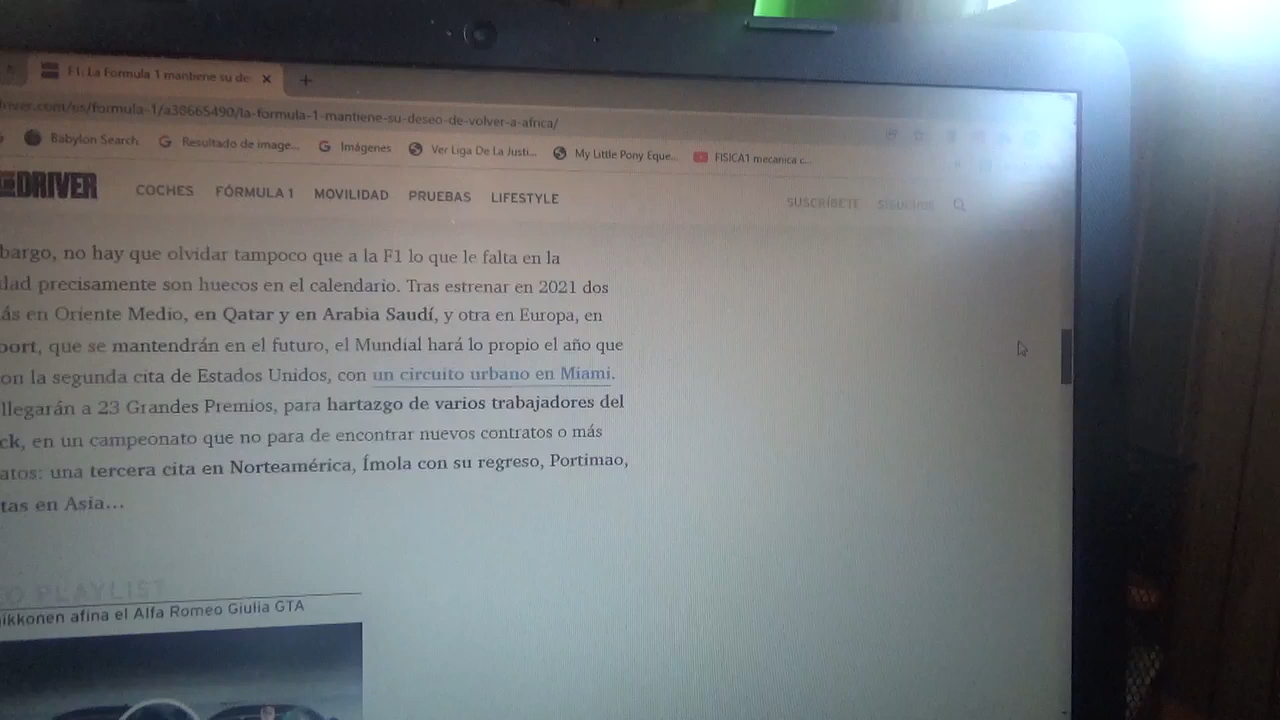 F1: La Formula 1 mantiene su de
river.com/es/formula-1/a38665490/la-formula-1-mantiene-su-deseo-de-volver-a-africa/
Babylon Search Resultado de image... Imágenes Ver Liga De La Justi... My Little Pony Eque... FISICA1 mecanica c...
DRIVER COCHES FÓRMULA 1 MOVILIDAD PRUEBAS LIFESTYLE SUSCRÍBETE SÍGUENOS
bargo, no hay que olvidar tampoco que a la F1 lo que le falta en la
dad precisamente son huecos en el calendario. Tras estrenar en 2021 dos
ás en Oriente Medio, en Qatar y en Arabia Saudí, y otra en Europa, en
port, que se mantendrán en el futuro, el Mundial hará lo propio el año que
on la segunda cita de Estados Unidos, con un circuito urbano en Miami.
llegarán a 23 Grandes Premios, para hartazgo de varios trabajadores del
ck, en un campeonato que no para de encontrar nuevos contratos o más
atos: una tercera cita en Norteamérica, Ímola con su regreso, Portimao,
tas en Asia...
O PLAYLIST
ikkonen afina el Alfa Romeo Giulia GTA